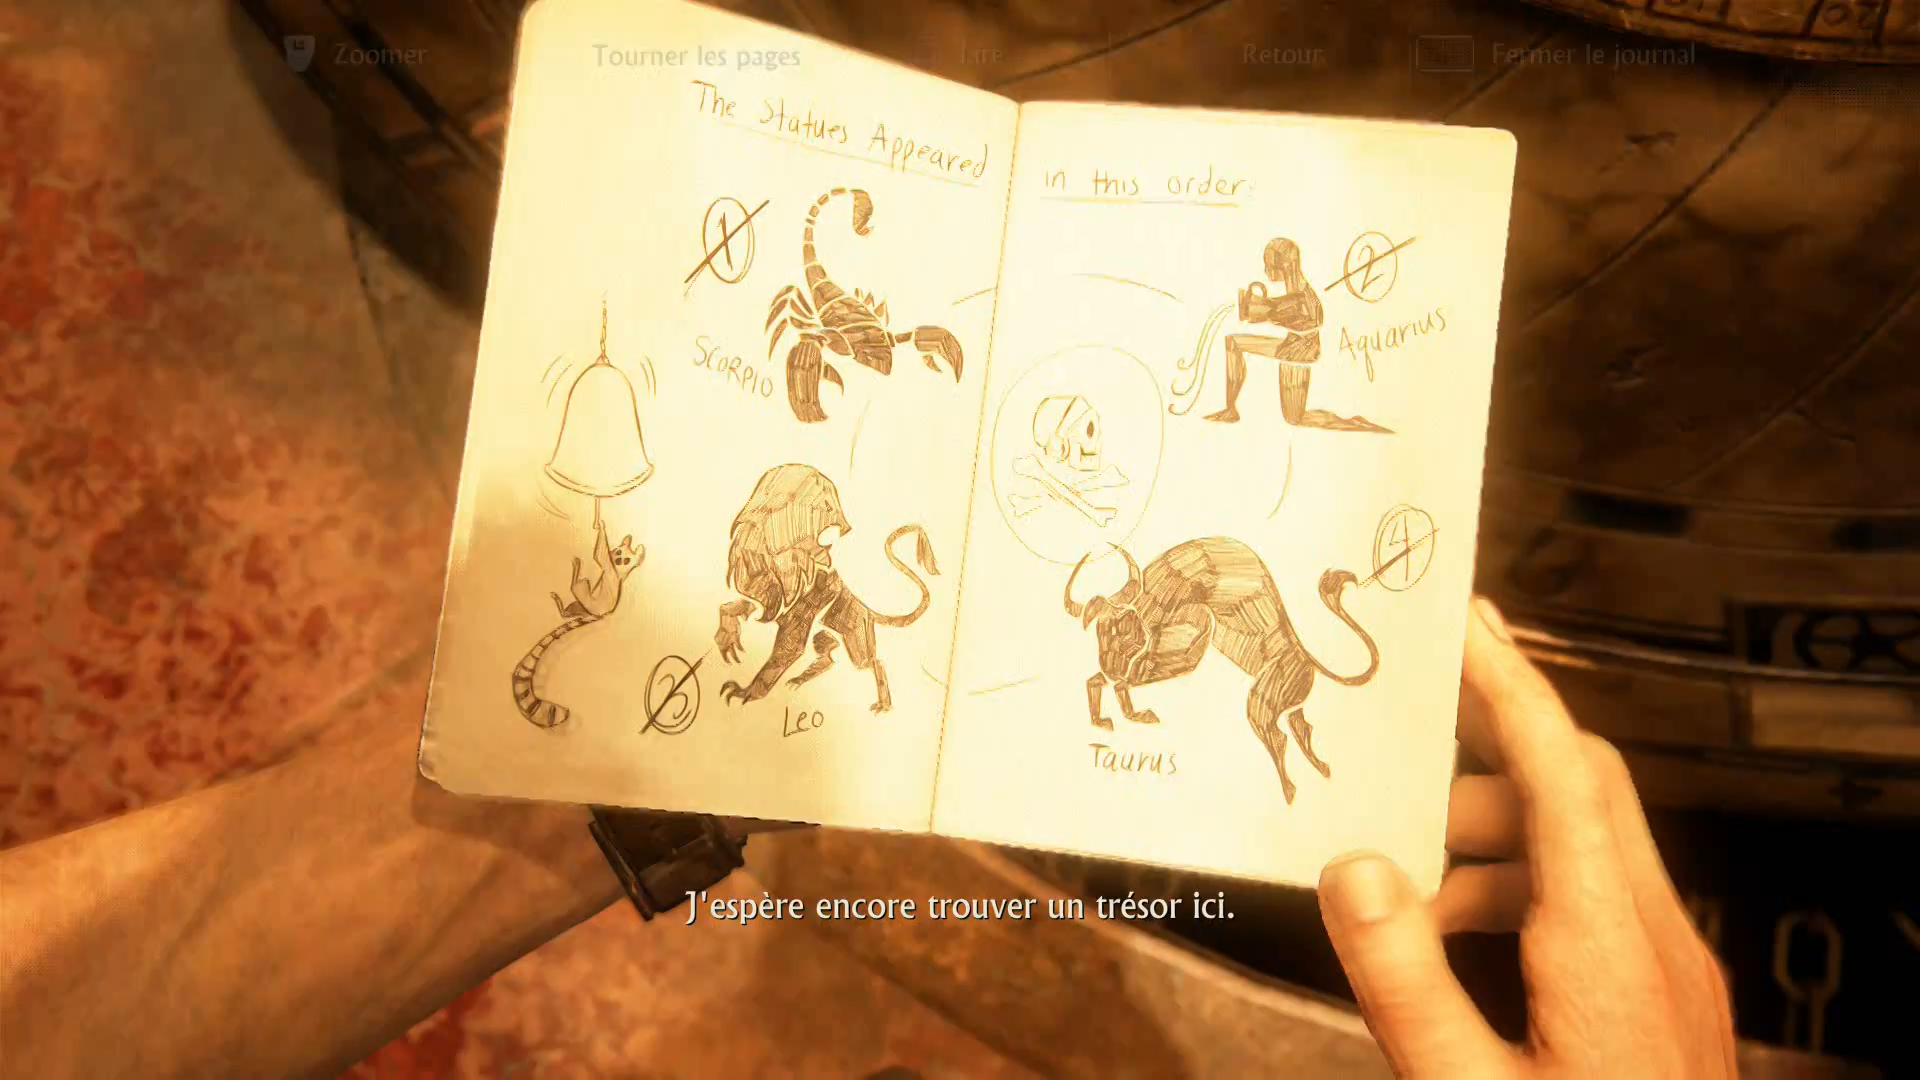 Zoomer
Tourner les pages
Lire
Retour
Fermer le journal
The Statues Appeared
in this order:
1
2
SCORPIO
Aquarius
3
4
Leo
Taurus
J'espère encore trouver un trésor ici.